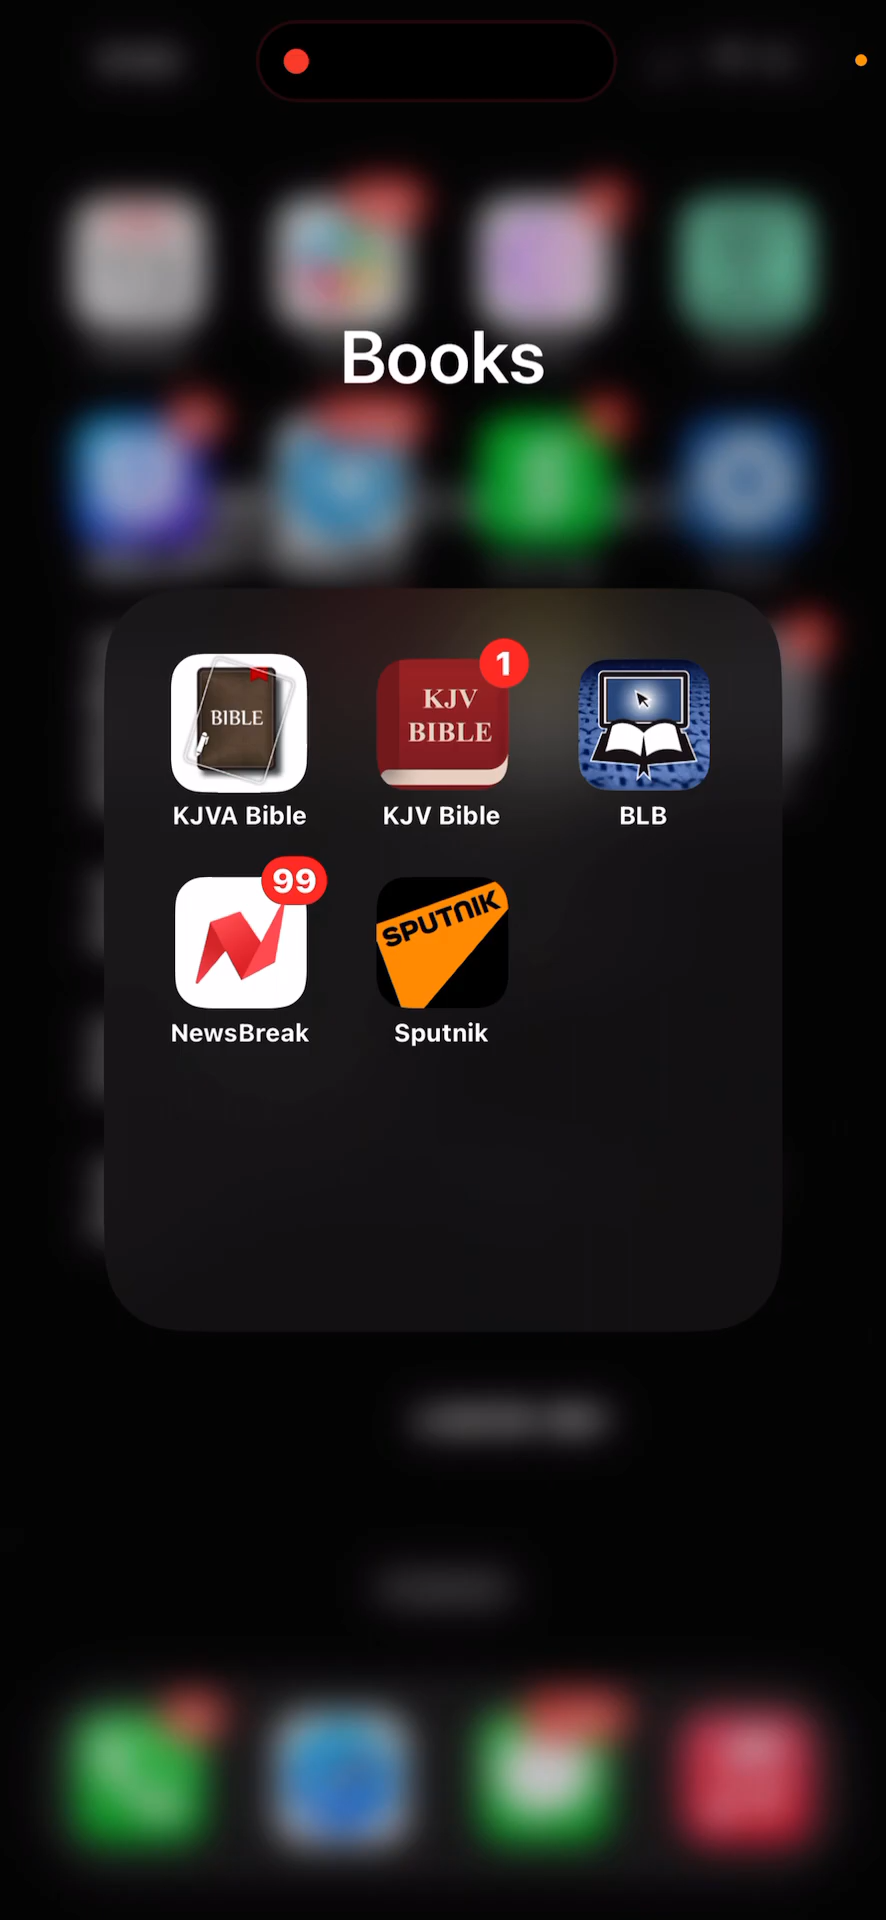 Books
BIBLE
KJV
BIBLE
1
KJVA Bible
KJV Bible
BLB
99
SPUTNIK
NewsBreak
Sputnik